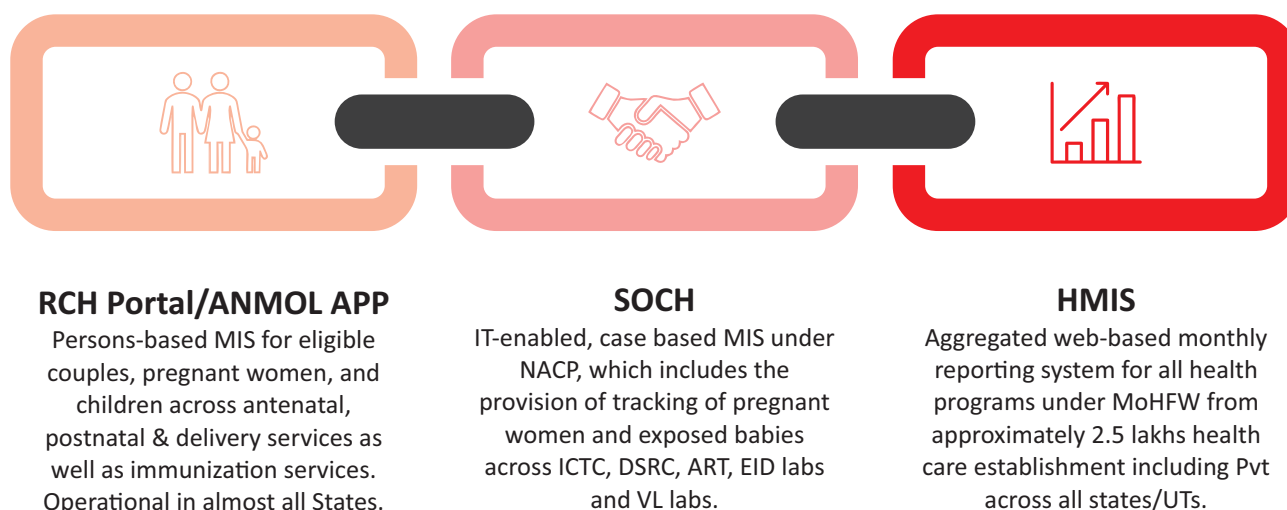 RCH Portal/ANMOL APP
Persons-based MIS for eligible
couples, pregnant women, and
children across antenatal,
postnatal & delivery services as
well as immunization services.
Operational in almost all States.
SOCH
IT-enabled, case based MIS under
NACP, which includes the
provision of tracking of pregnant
women and exposed babies
across ICTC, DSRC, ART, EID labs
and VL labs.
HMIS
Aggregated web-based monthly
reporting system for all health
programs under MoHFW from
approximately 2.5 lakhs health
care establishment including Pvt
across all states/UTs.